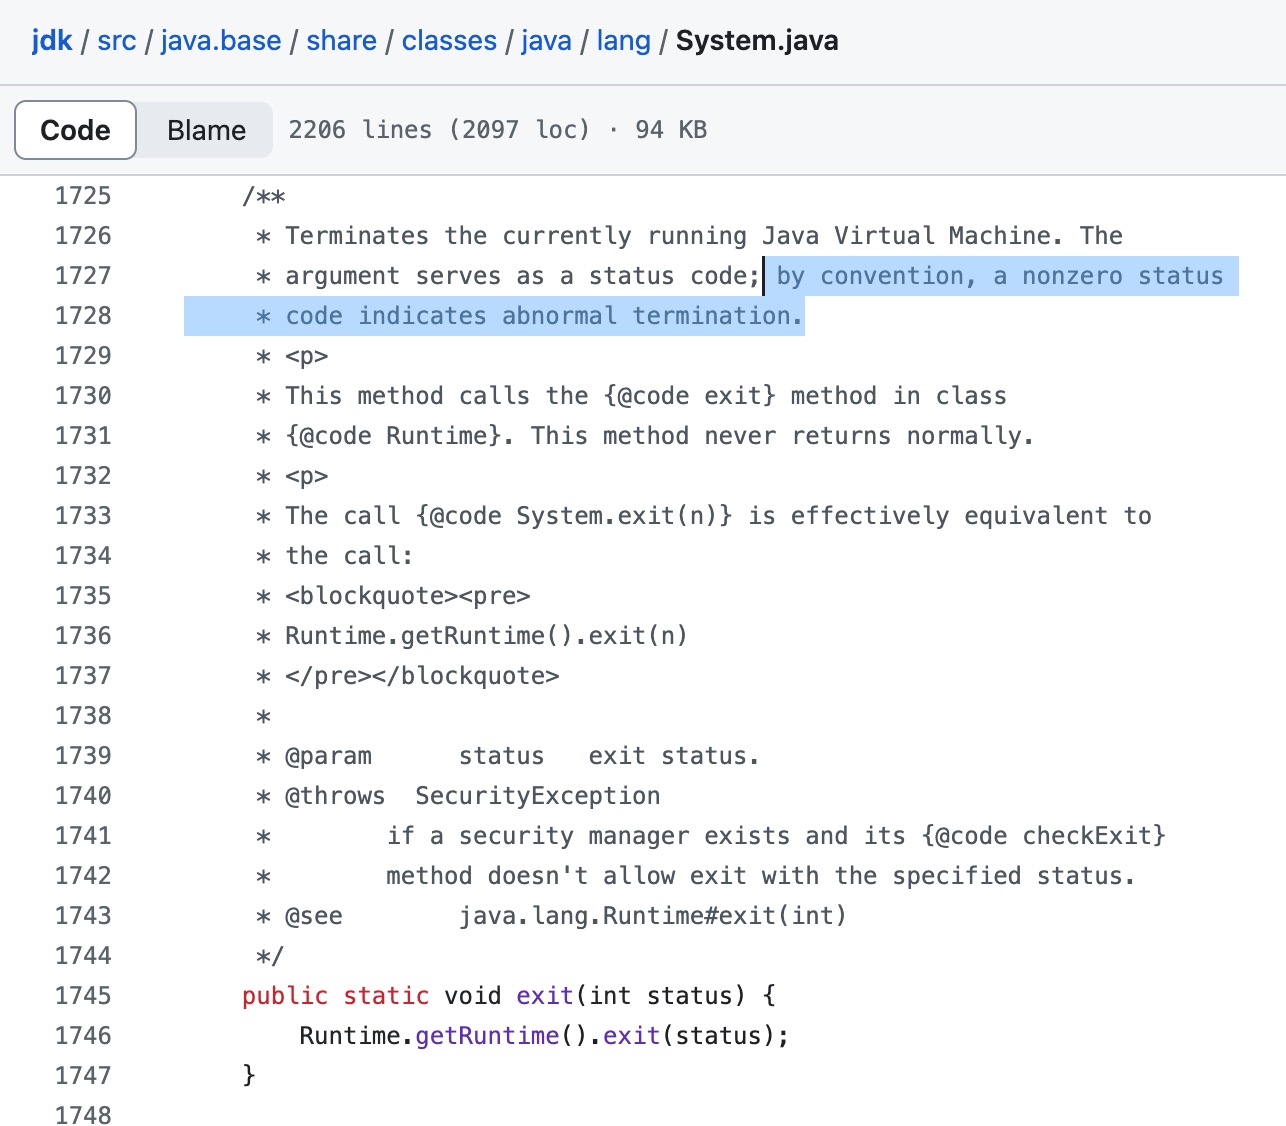 jdk / src / java.base / share / classes / java / lang / System.java
Code Blame 2206 lines (2097 loc) · 94 KB
1725 /**
1726 * Terminates the currently running Java Virtual Machine. The
1727 * argument serves as a status code; by convention, a nonzero status
1728 * code indicates abnormal termination.
1729 * <p>
1730 * This method calls the {@code exit} method in class
1731 * {@code Runtime}. This method never returns normally.
1732 * <p>
1733 * The call {@code System.exit(n)} is effectively equivalent to
1734 * the call:
1735 * <blockquote><pre>
1736 * Runtime.getRuntime().exit(n)
1737 * </pre></blockquote>
1738 *
1739 * @param      status   exit status.
1740 * @throws  SecurityException
1741 *        if a security manager exists and its {@code checkExit}
1742 *        method doesn't allow exit with the specified status.
1743 * @see        java.lang.Runtime#exit(int)
1744 */
1745 public static void exit(int status) {
1746     Runtime.getRuntime().exit(status);
1747 }
1748